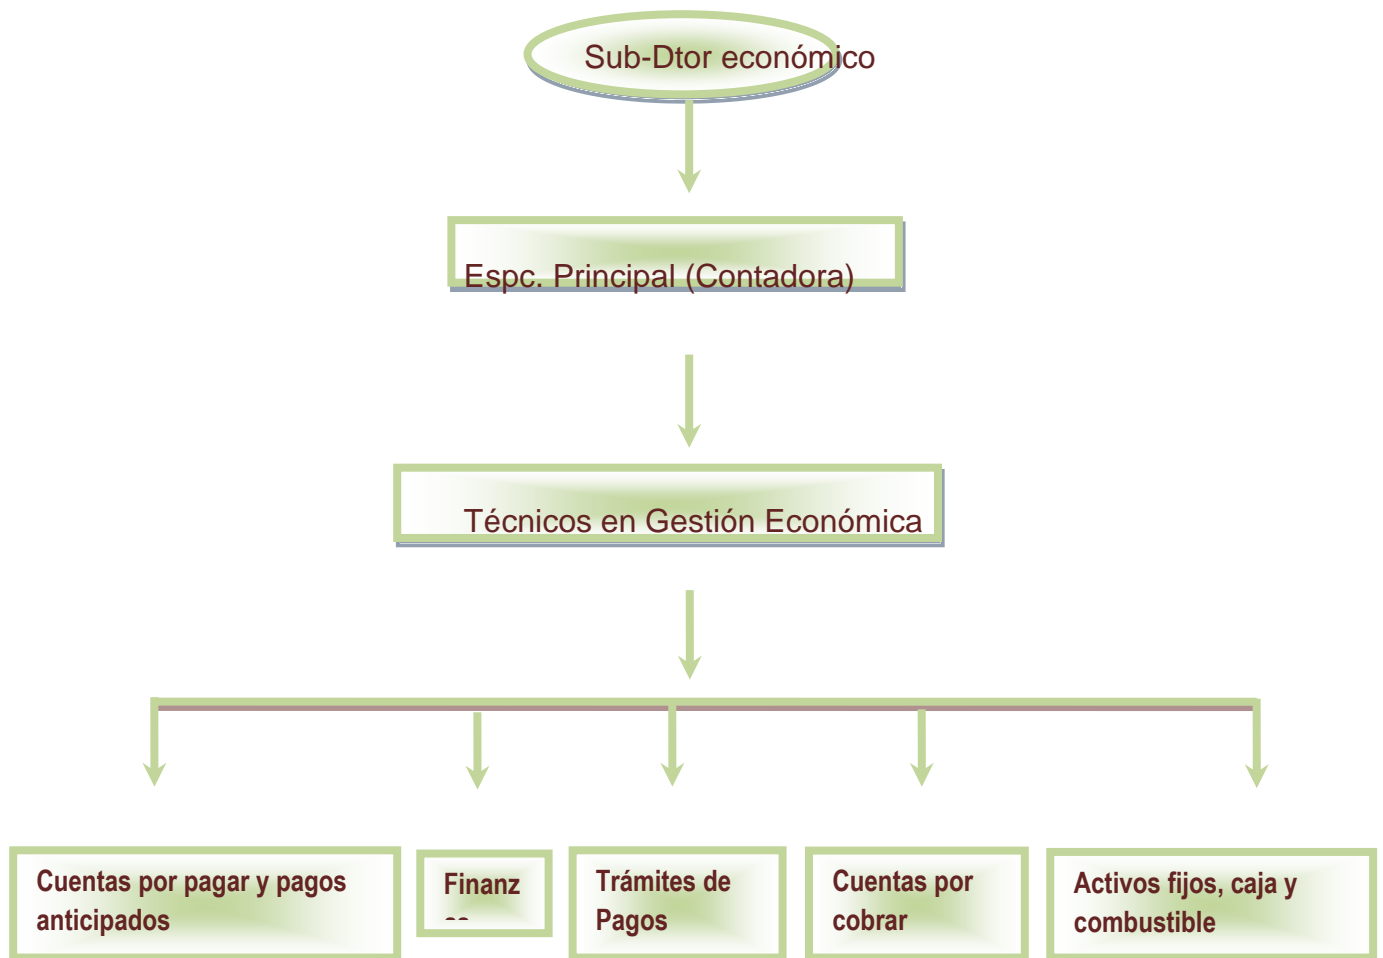 Sub-Dtor económico
Espc. Principal (Contadora)
Técnicos en Gestión Económica
Cuentas por pagar y pagos
anticipados
Finanz
Trámites de
Pagos
Cuentas por
cobrar
Activos fijos, caja y
combustible